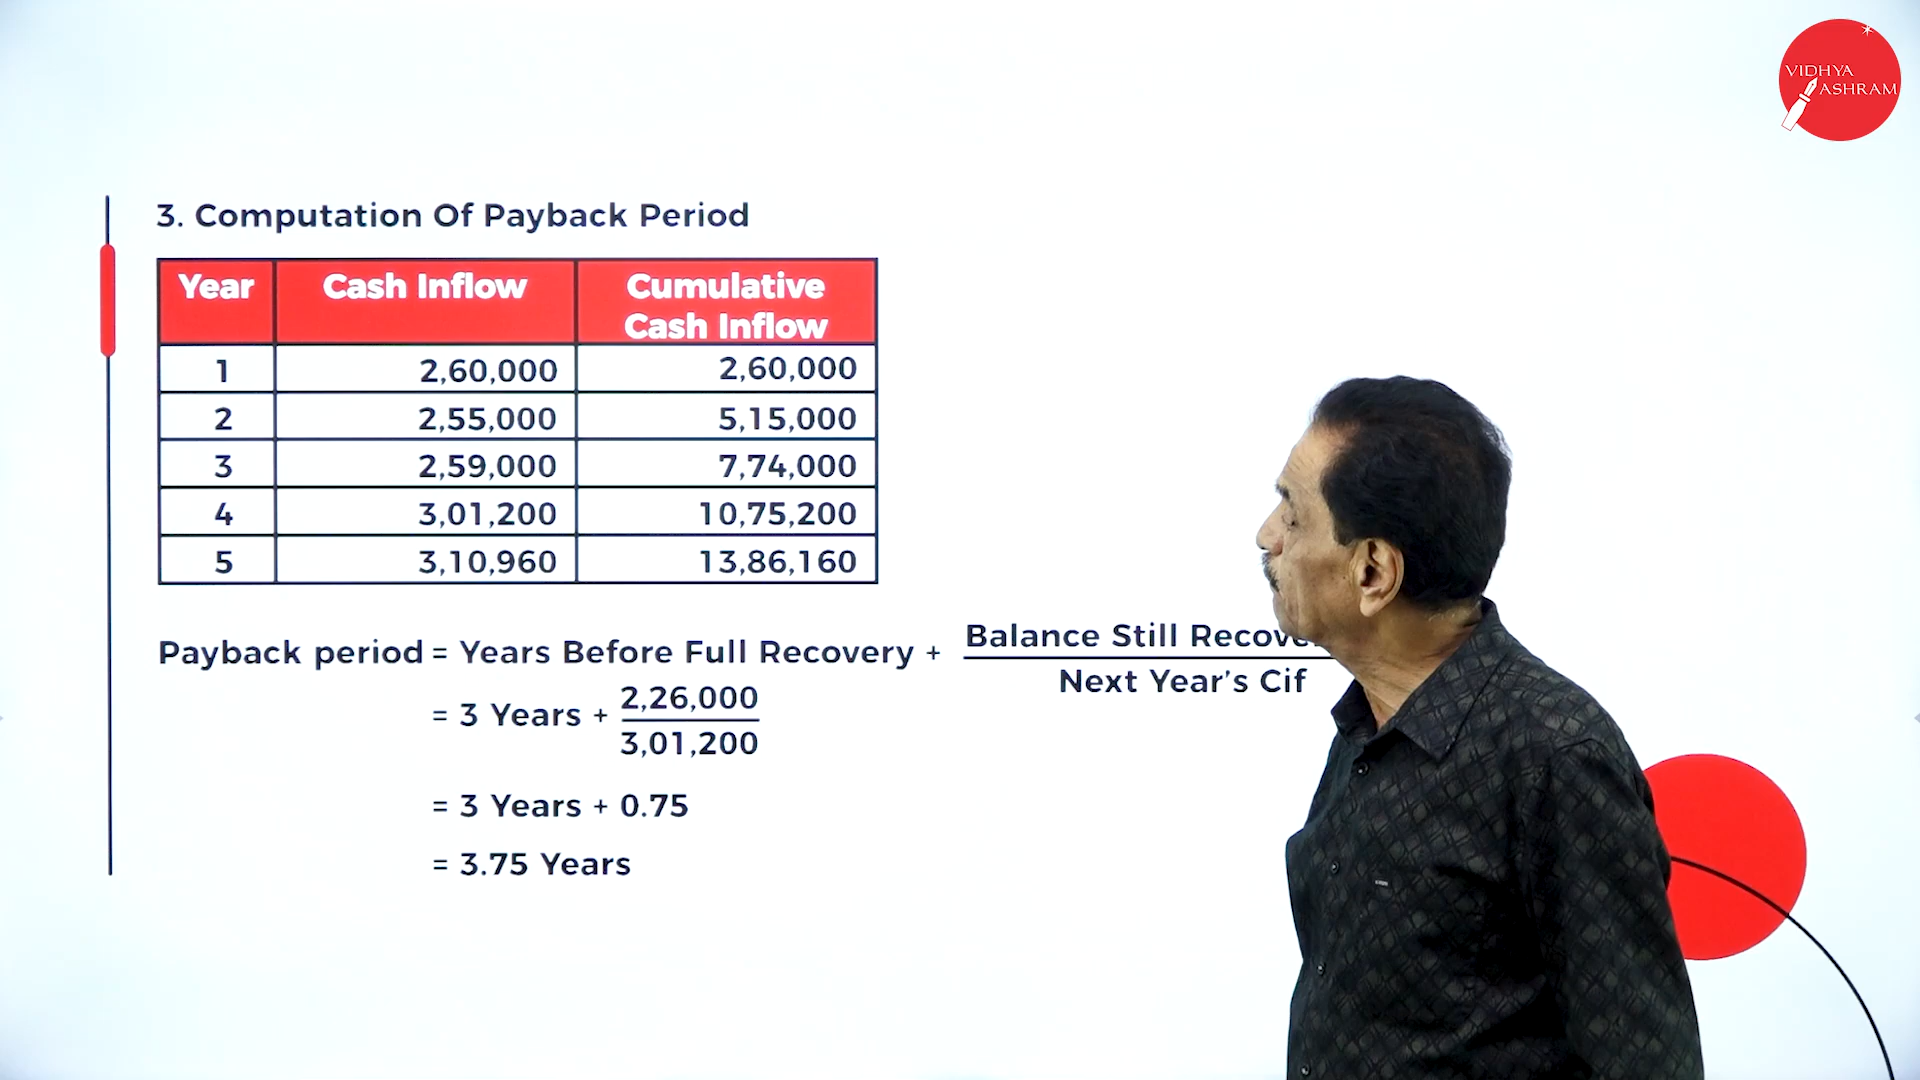 VIDHYA
ASHRAM
3. Computation Of Payback Period
Year Cash Inflow Cumulative Cash Inflow
1 2,60,000 2,60,000
2 2,55,000 5,15,000
3 2,59,000 7,74,000
4 3,01,200 10,75,200
5 3,10,960 13,86,160
Payback period = Years Before Full Recovery + Balance Still
Next Year's Cif
= 3 Years + 2,26,000
3,01,200
= 3 Years + 0.75
= 3.75 Years